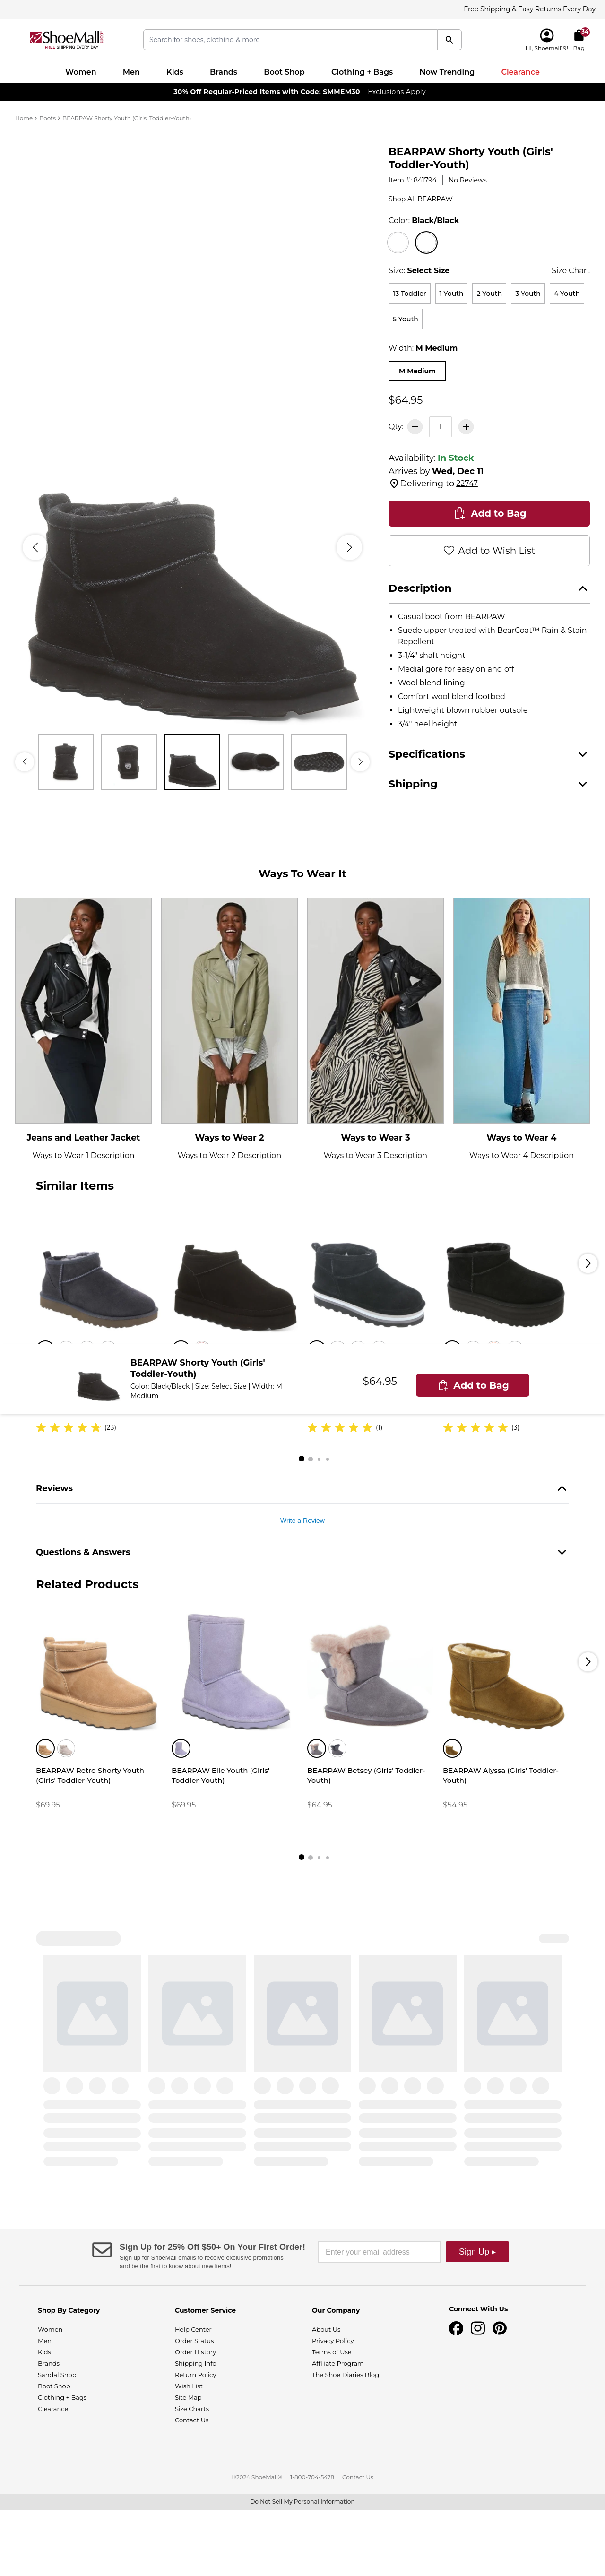 Free Shipping & Easy Returns Every Day
ShoeMall.com
FREE SHIPPING EVERY DAY
Search for shoes, clothing & more
Hi, Shoemall19!
Bag
Women
Men
Kids
Brands
Boot Shop
Clothing + Bags
Now Trending
Clearance
30% Off Regular-Priced Items with Code: SMMEM30 Exclusions Apply
Home > Boots > BEARPAW Shorty Youth (Girls' Toddler-Youth)
BEARPAW Shorty Youth (Girls'
Toddler-Youth)
Item #: 841794 | No Reviews
Shop All BEARPAW
Color: Black/Black
Size: Select Size
Size Chart
13 Toddler
1 Youth
2 Youth
3 Youth
4 Youth
5 Youth
Width: M Medium
M Medium
$64.95
Qty: 1
Availability: In Stock
Arrives by Wed, Dec 11
Delivering to 22747
Add to Bag
Add to Wish List
Description
• Casual boot from BEARPAW
• Suede upper treated with BearCoat™ Rain & Stain
Repellent
• 3-1/4" shaft height
• Medial gore for easy on and off
• Wool blend lining
• Comfort wool blend footbed
• Lightweight blown rubber outsole
• 3/4" heel height
Specifications
Shipping
Ways To Wear It
Jeans and Leather Jacket
Ways to Wear 1 Description
Ways to Wear 2
Ways to Wear 2 Description
Ways to Wear 3
Ways to Wear 3 Description
Ways to Wear 4
Ways to Wear 4 Description
Similar Items
BEARPAW Shorty Youth (Girls'
Toddler-Youth)
Color: Black/Black | Size: Select Size | Width: M
Medium
$64.95
Add to Bag
(23)
(1)
(3)
Reviews
Write a Review
Questions & Answers
Related Products
BEARPAW Retro Shorty Youth
(Girls' Toddler-Youth)
$69.95
BEARPAW Elle Youth (Girls'
Toddler-Youth)
$69.95
BEARPAW Betsey (Girls' Toddler-
Youth)
$64.95
BEARPAW Alyssa (Girls' Toddler-
Youth)
$54.95
Sign Up for 25% Off $50+ On Your First Order!
Sign up for ShoeMall emails to receive exclusive promotions
and be the first to know about new items!
Enter your email address
Sign Up ▸
Shop By Category
Women
Men
Kids
Brands
Sandal Shop
Boot Shop
Clothing + Bags
Clearance
Customer Service
Help Center
Order Status
Order History
Shipping Info
Return Policy
Wish List
Site Map
Size Charts
Contact Us
Our Company
About Us
Privacy Policy
Terms of Use
Affiliate Program
The Shoe Diaries Blog
Connect With Us
©2024 ShoeMall® | 1-800-704-5478 | Contact Us
Do Not Sell My Personal Information